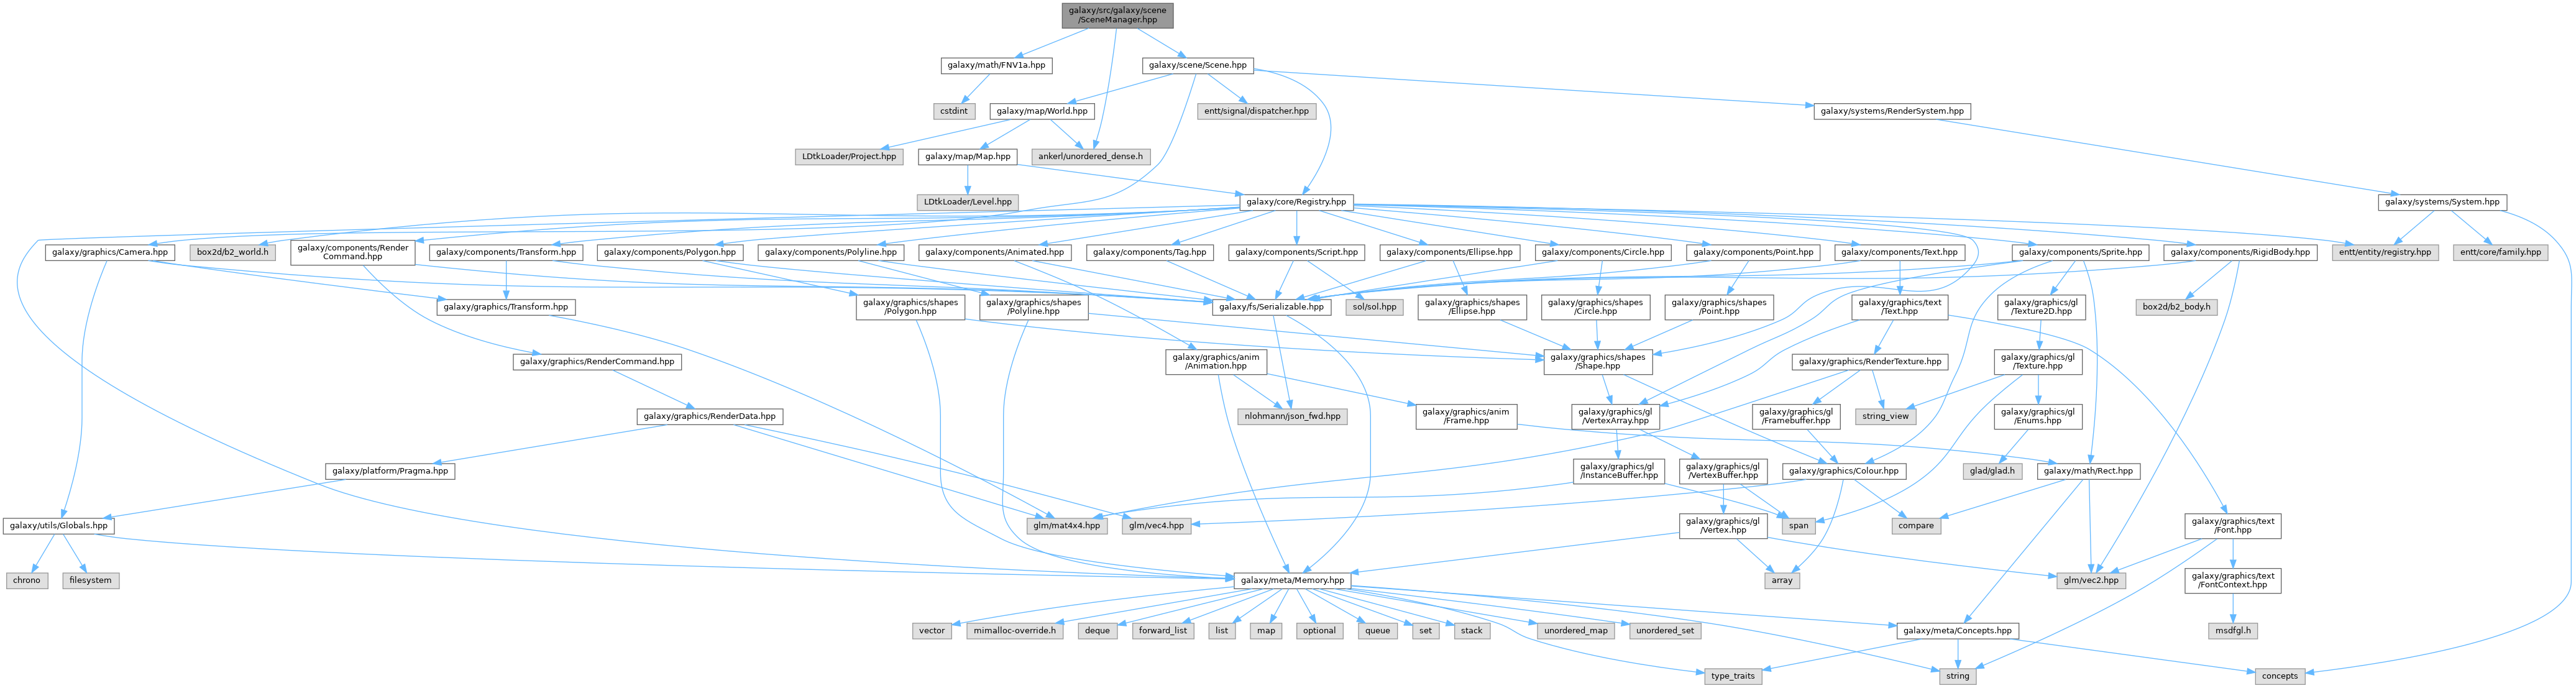 galaxy/src/galaxy/scene
/SceneManager.hpp
galaxy/math/FNV1a.hpp
galaxy/scene/Scene.hpp
cstdint
galaxy/map/World.hpp
entt/signal/dispatcher.hpp
galaxy/systems/RenderSystem.hpp
LDtkLoader/Project.hpp
galaxy/map/Map.hpp
ankerl/unordered_dense.h
LDtkLoader/Level.hpp
galaxy/core/Registry.hpp
galaxy/systems/System.hpp
galaxy/graphics/Camera.hpp
box2d/b2_world.h
galaxy/components/Render
Command.hpp
galaxy/components/Transform.hpp
galaxy/components/Polygon.hpp
galaxy/components/Polyline.hpp
galaxy/components/Animated.hpp
galaxy/components/Tag.hpp
galaxy/components/Script.hpp
galaxy/components/Ellipse.hpp
galaxy/components/Circle.hpp
galaxy/components/Point.hpp
galaxy/components/Text.hpp
galaxy/components/Sprite.hpp
galaxy/components/RigidBody.hpp
entt/entity/registry.hpp
entt/core/family.hpp
galaxy/graphics/Transform.hpp
galaxy/graphics/shapes
/Polygon.hpp
galaxy/graphics/shapes
/Polyline.hpp
galaxy/fs/Serializable.hpp
sol/sol.hpp
galaxy/graphics/shapes
/Ellipse.hpp
galaxy/graphics/shapes
/Circle.hpp
galaxy/graphics/shapes
/Point.hpp
galaxy/graphics/text
/Text.hpp
galaxy/graphics/gl
/Texture2D.hpp
box2d/b2_body.h
galaxy/graphics/RenderCommand.hpp
galaxy/graphics/anim
/Animation.hpp
galaxy/graphics/shapes
/Shape.hpp
galaxy/graphics/RenderTexture.hpp
galaxy/graphics/gl
/Texture.hpp
galaxy/graphics/RenderData.hpp
nlohmann/json_fwd.hpp
galaxy/graphics/anim
/Frame.hpp
galaxy/graphics/gl
/VertexArray.hpp
galaxy/graphics/gl
/Framebuffer.hpp
string_view
galaxy/graphics/gl
/Enums.hpp
galaxy/platform/Pragma.hpp
galaxy/graphics/gl
/InstanceBuffer.hpp
galaxy/graphics/gl
/VertexBuffer.hpp
galaxy/graphics/Colour.hpp
glad/glad.h
galaxy/math/Rect.hpp
galaxy/utils/Globals.hpp
glm/mat4x4.hpp
glm/vec4.hpp
galaxy/graphics/gl
/Vertex.hpp
span
compare
galaxy/graphics/text
/Font.hpp
chrono
filesystem
galaxy/meta/Memory.hpp
array
glm/vec2.hpp
galaxy/graphics/text
/FontContext.hpp
vector
mimalloc-override.h
deque
forward_list
list
map
optional
queue
set
stack
unordered_map
unordered_set
galaxy/meta/Concepts.hpp
msdfgl.h
type_traits
string
concepts